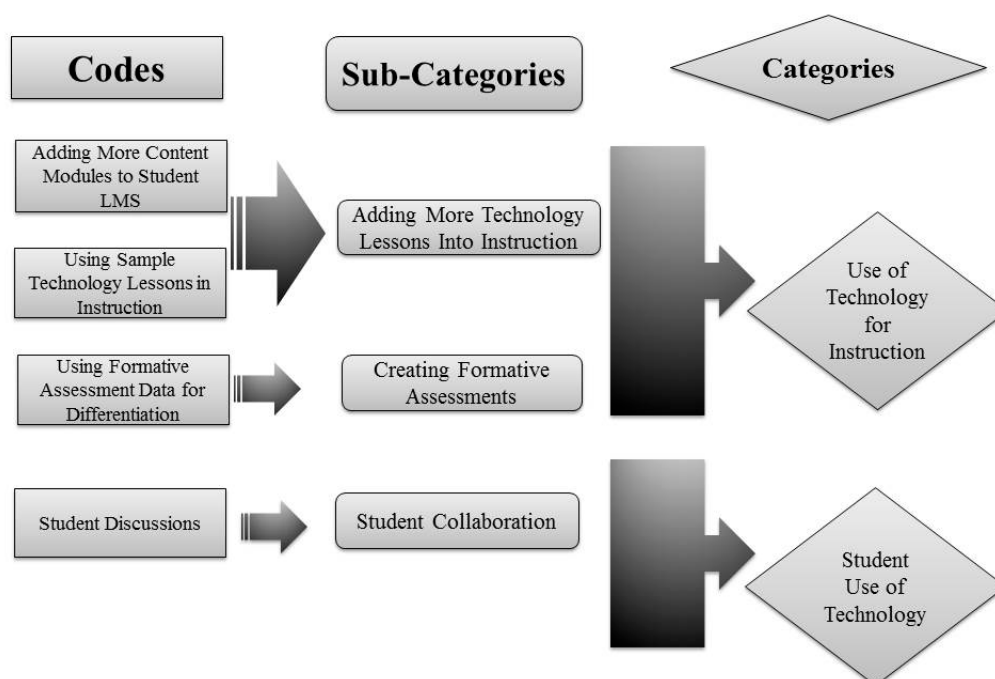 Codes
Sub-Categories
Categories
Adding More Content
Modules to Student
LMS
Using Sample
Technology Lessons in
Instruction
Adding More Technology
Lessons Into Instruction
Use of
Technology
for
Instruction
Using Formative
Assessment Data for
Differentiation
Creating Formative
Assessments
Student Discussions
Student Collaboration
Student
Use of
Technology